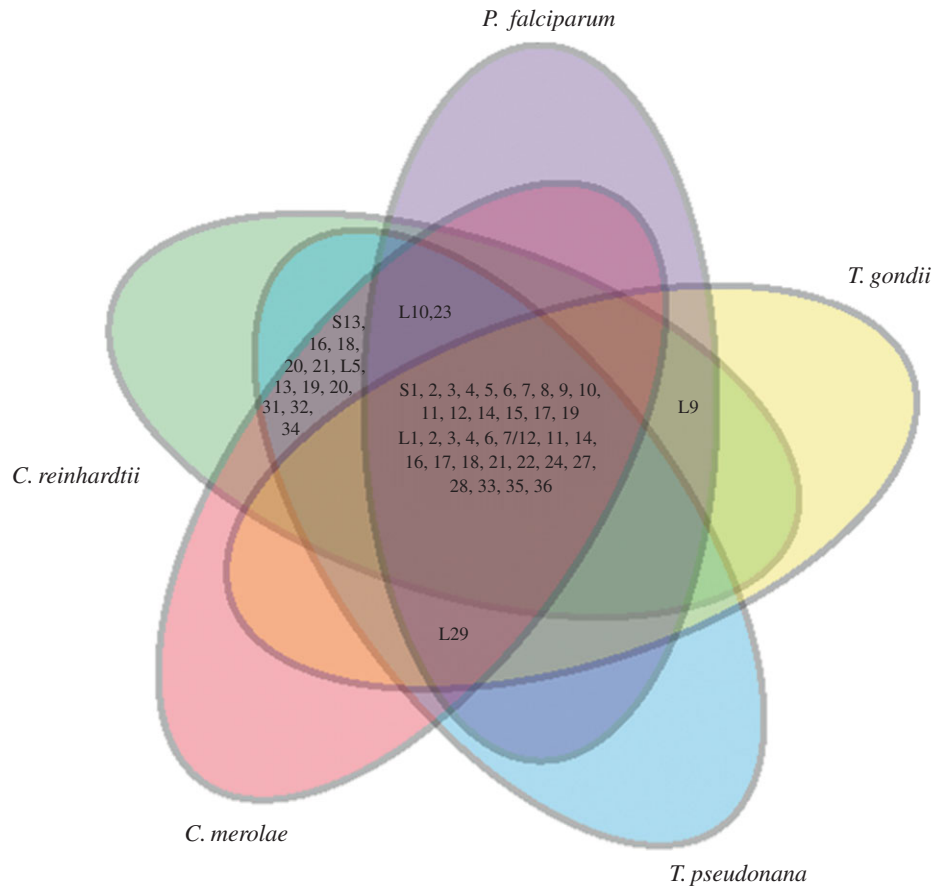 P. falciparum
T. gondii
L10,23
S13,
16, 18,
20, 21, L5,
13, 19, 20,
31, 32,
34
S1, 2, 3, 4, 5, 6, 7, 8, 9, 10,
11, 12, 14, 15, 17, 19
L1, 2, 3, 4, 6, 7/12, 11, 14,
16, 17, 18, 21, 22, 24, 27,
28, 33, 35, 36
L9
C. reinhardtii
L29
C. merolae
T. pseudonana